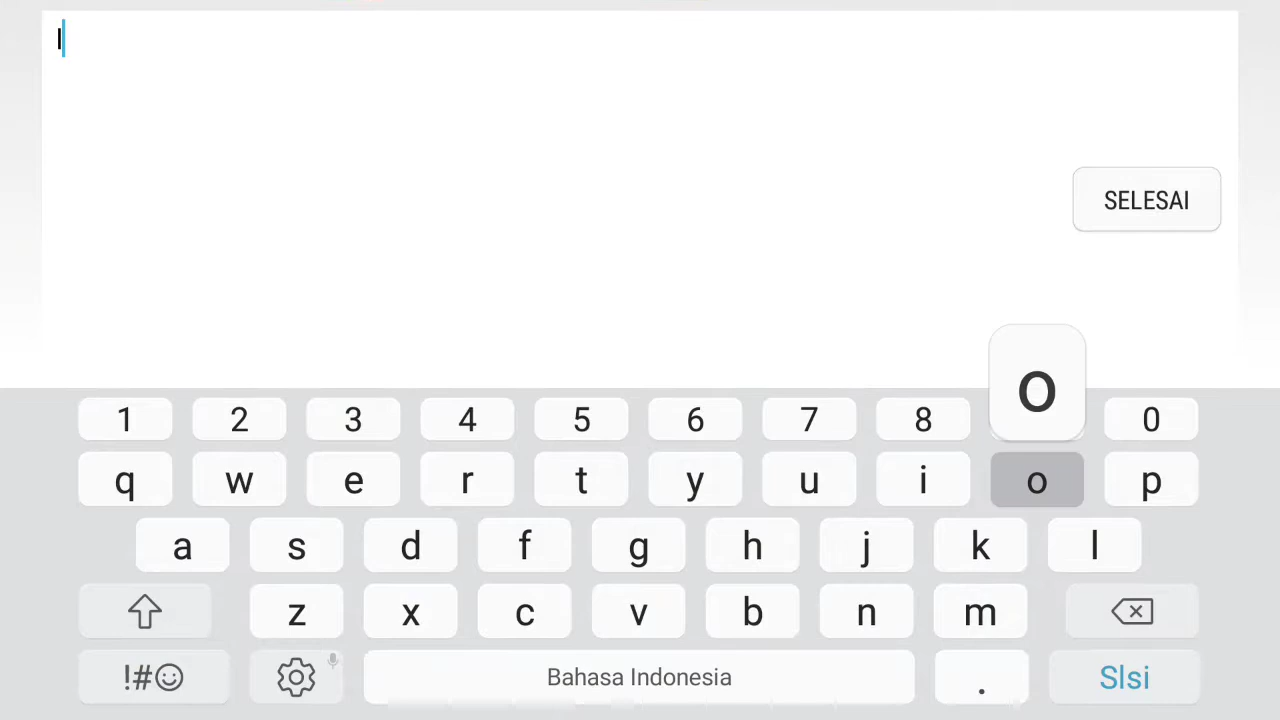 l
SELESAI
o
1 2 3 4 5 6 7 8 0
q w e r t y u i o p
a s d f g h j k l
z x c v b n m
!#☺ Bahasa Indonesia . Slsi